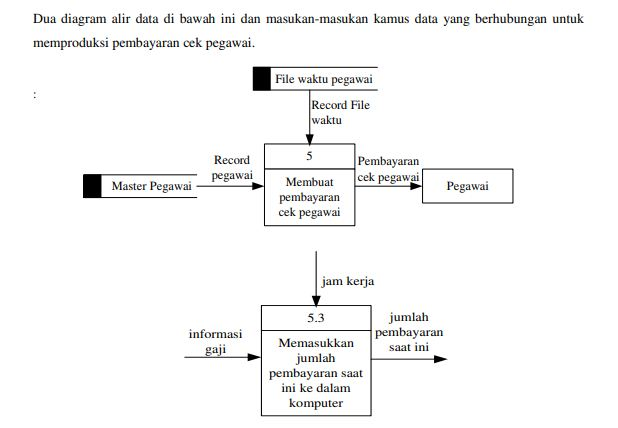 Dua diagram alir data di bawah ini dan masukan-masukan kamus data yang berhubungan untuk
memproduksi pembayaran cek pegawai.
:
File waktu pegawai
Record File
waktu
Record
pegawai
Master Pegawai
5
Membuat
pembayaran
cek pegawai
Pembayaran
cek pegawai
Pegawai
jam kerja
informasi
gaji
5.3
Memasukkan
jumlah
pembayaran saat
ini ke dalam
komputer
jumlah
pembayaran
saat ini